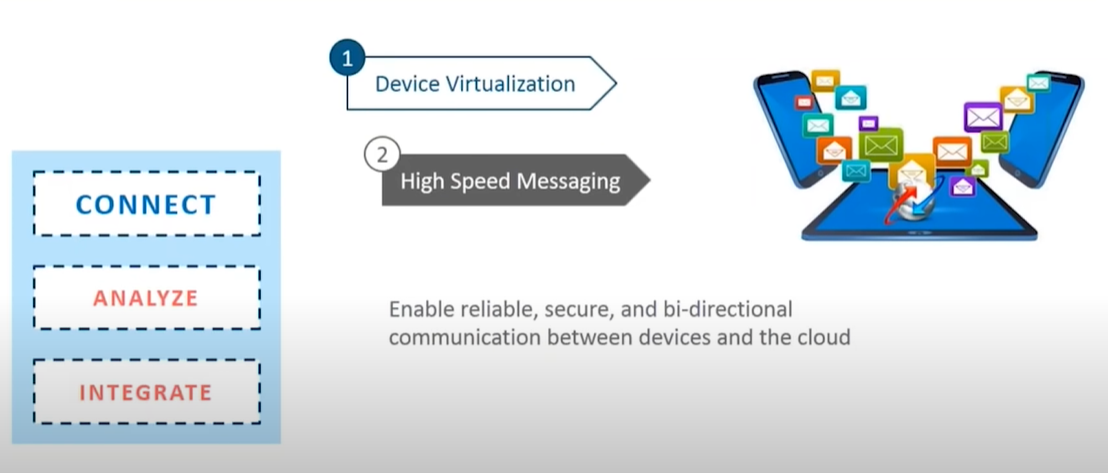 CONNECT
ANALYZE
INTEGRATE
1
Device Virtualization
2
High Speed Messaging
Enable reliable, secure, and bi-directional
communication between devices and the cloud